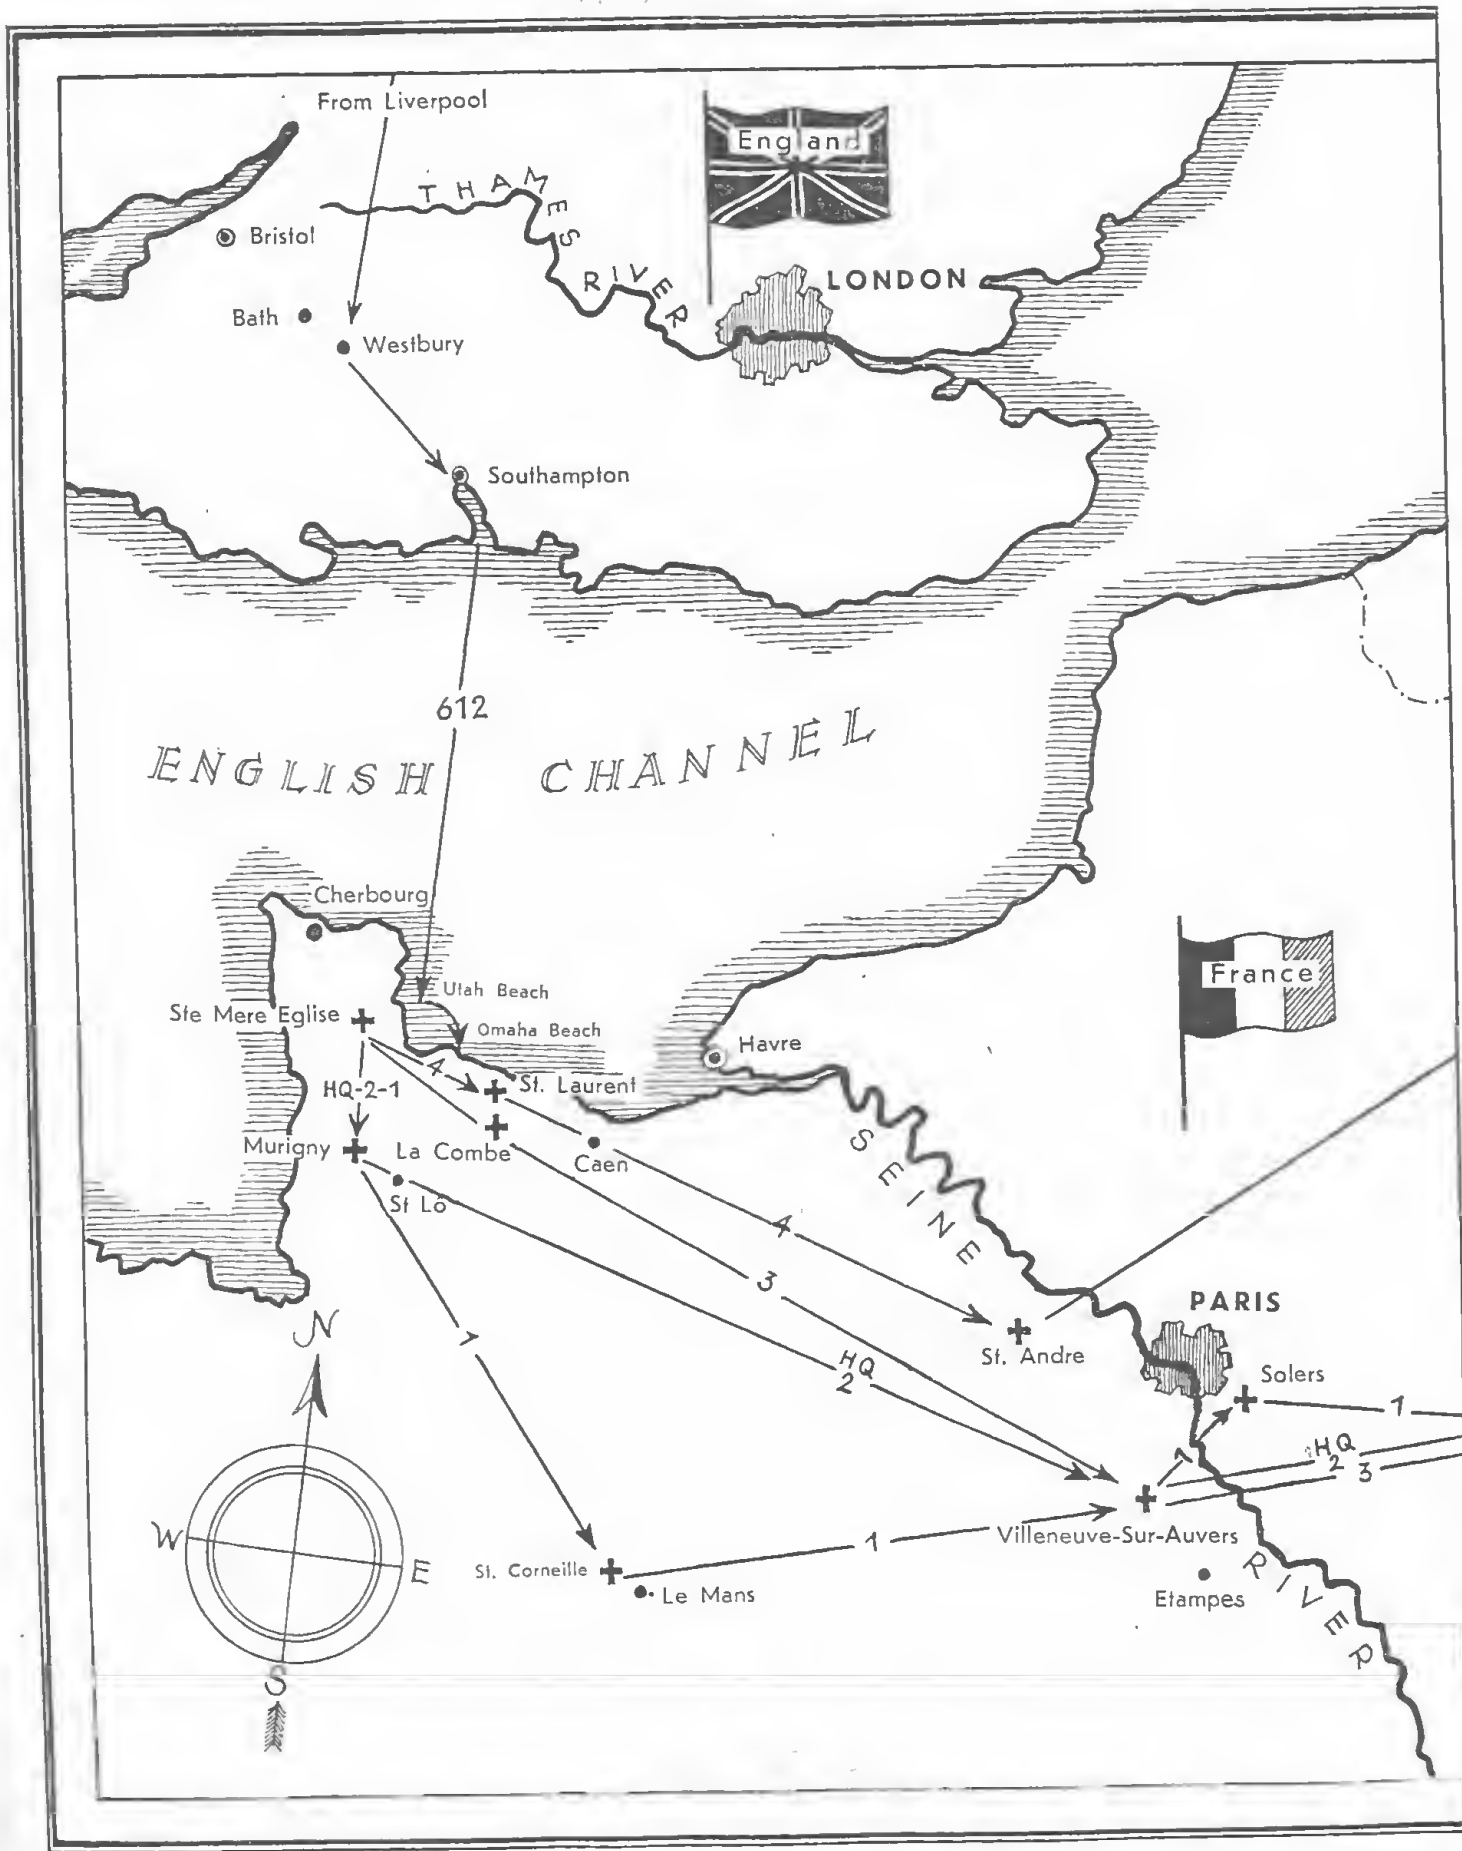 From Liverpool
England
THAMES RIVER
Bristol
LONDON
Bath
Westbury
Southampton
612
ENGLISH CHANNEL
Cherbourg
France
Utah Beach
Ste Mere Eglise
Omaha Beach
Havre
4
St. Laurent
HQ-2-1
Murigny
La Combe
Caen
St Lô
SEINE
4
3
PARIS
1
St. Andre
HQ
2
Solers
1
N
HQ
2
3
1
Villeneuve-Sur-Auvers
W
E
1
St. Corneille
Le Mans
Etampes
RIVER
S